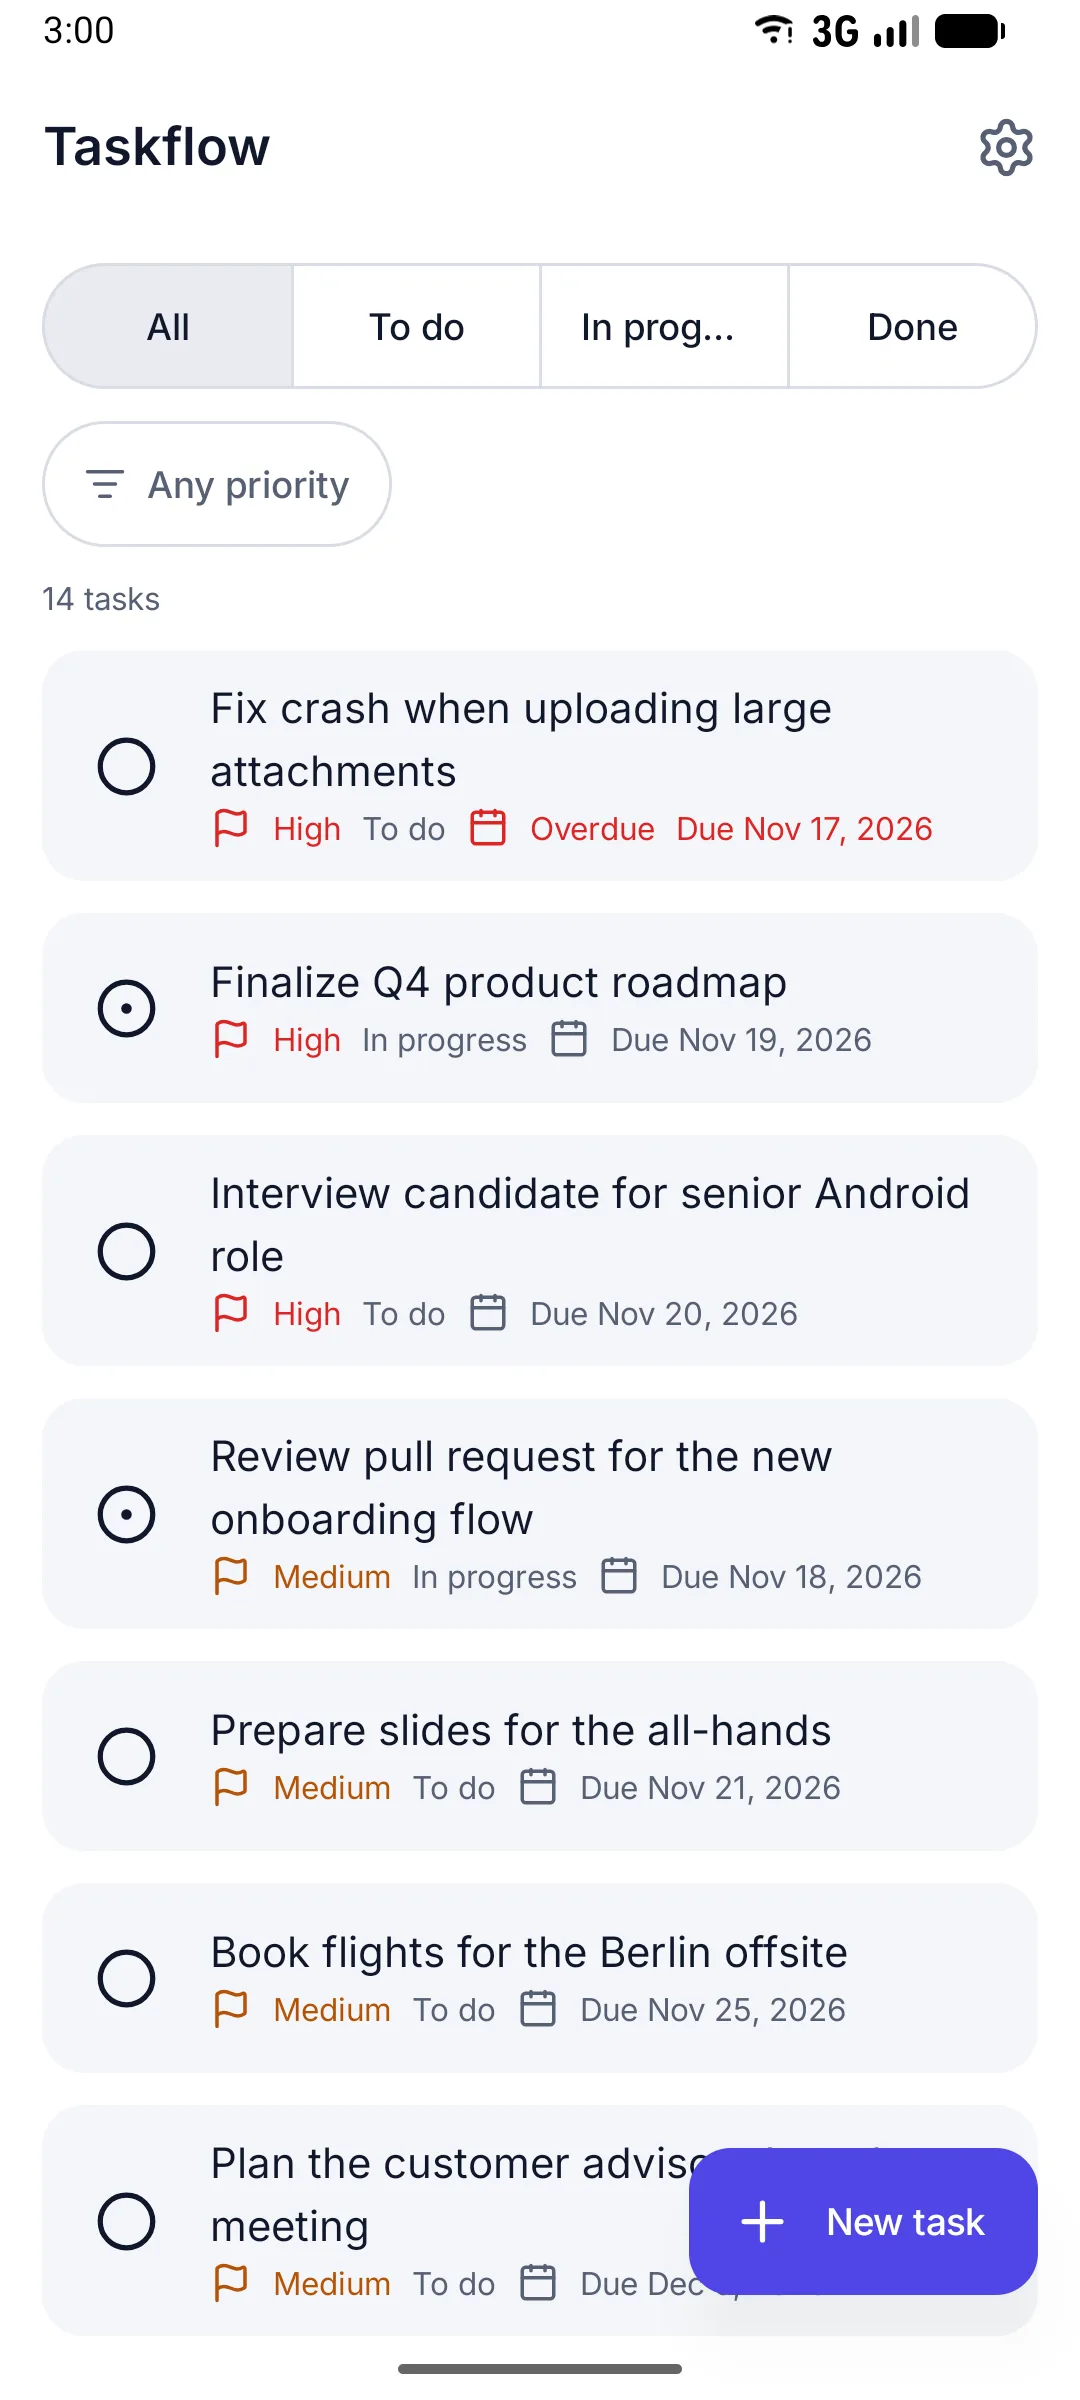 3:00
3G
Taskflow
All
To do
In prog...
Done
Any priority
14 tasks
Fix crash when uploading large
attachments
High To do Overdue Due Nov 17, 2026
Finalize Q4 product roadmap
High In progress Due Nov 19, 2026
Interview candidate for senior Android
role
High To do Due Nov 20, 2026
Review pull request for the new
onboarding flow
Medium In progress Due Nov 18, 2026
Prepare slides for the all-hands
Medium To do Due Nov 21, 2026
Book flights for the Berlin offsite
Medium To do Due Nov 25, 2026
Plan the customer
meeting
Medium To do Due Dec
New task